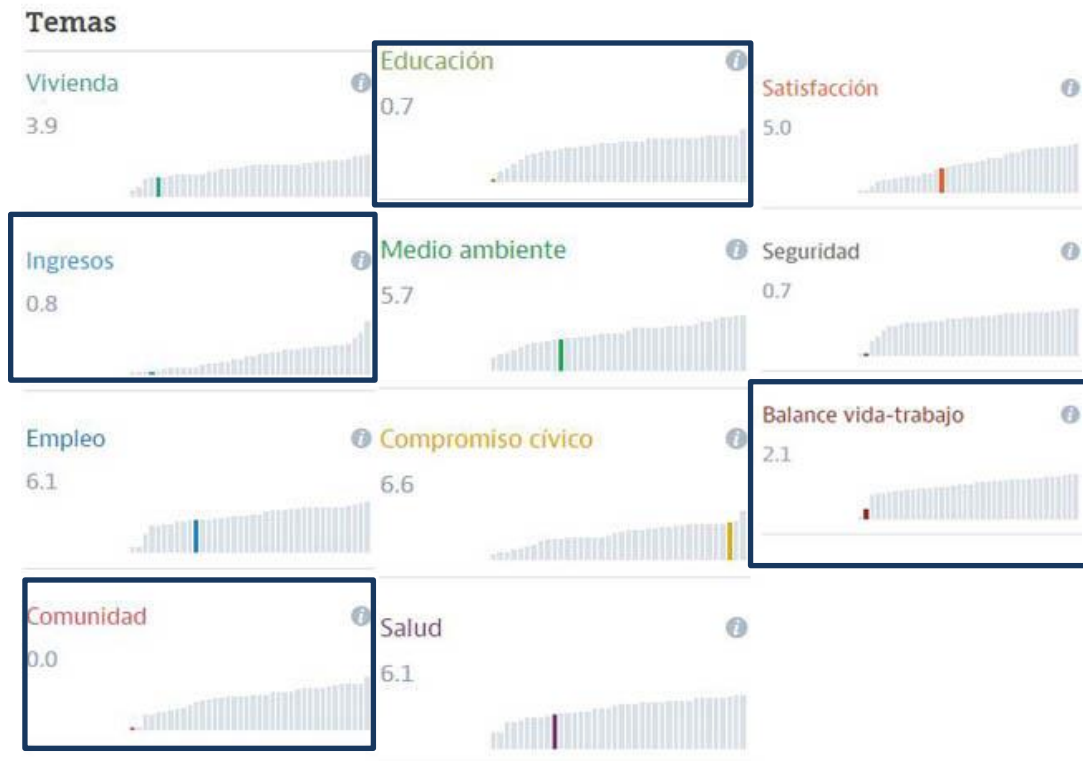 Temas
Vivienda
3.9
Educación
0.7
Satisfacción
5.0
Ingresos
0.8
Medio ambiente
5.7
Seguridad
0.7
Empleo
6.1
Compromiso cívico
6.6
Balance vida-trabajo
2.1
Comunidad
0.0
Salud
6.1